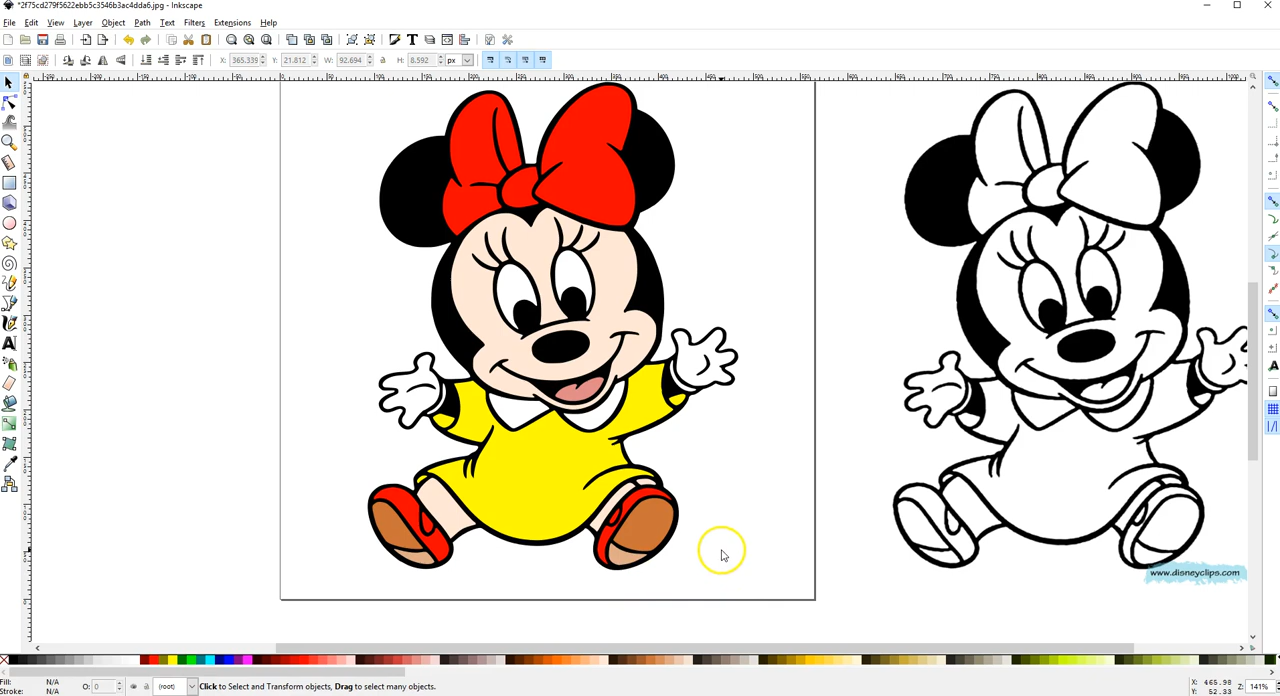 *2f75cd279f5622ebb5c3546b3ac4dda6.jpg - Inkscape
File Edit View Layer Object Path Text Filters Extensions Help
X: 365.339 Y: 21.812 W: 92.694 H: 8.592 px
www.disneyclips.com
Fill: N/A
Stroke: N/A
O: 0
(root)
Click to Select and Transform objects, Drag to select many objects.
X: 465.98
Y: 52.33
Z: 141%